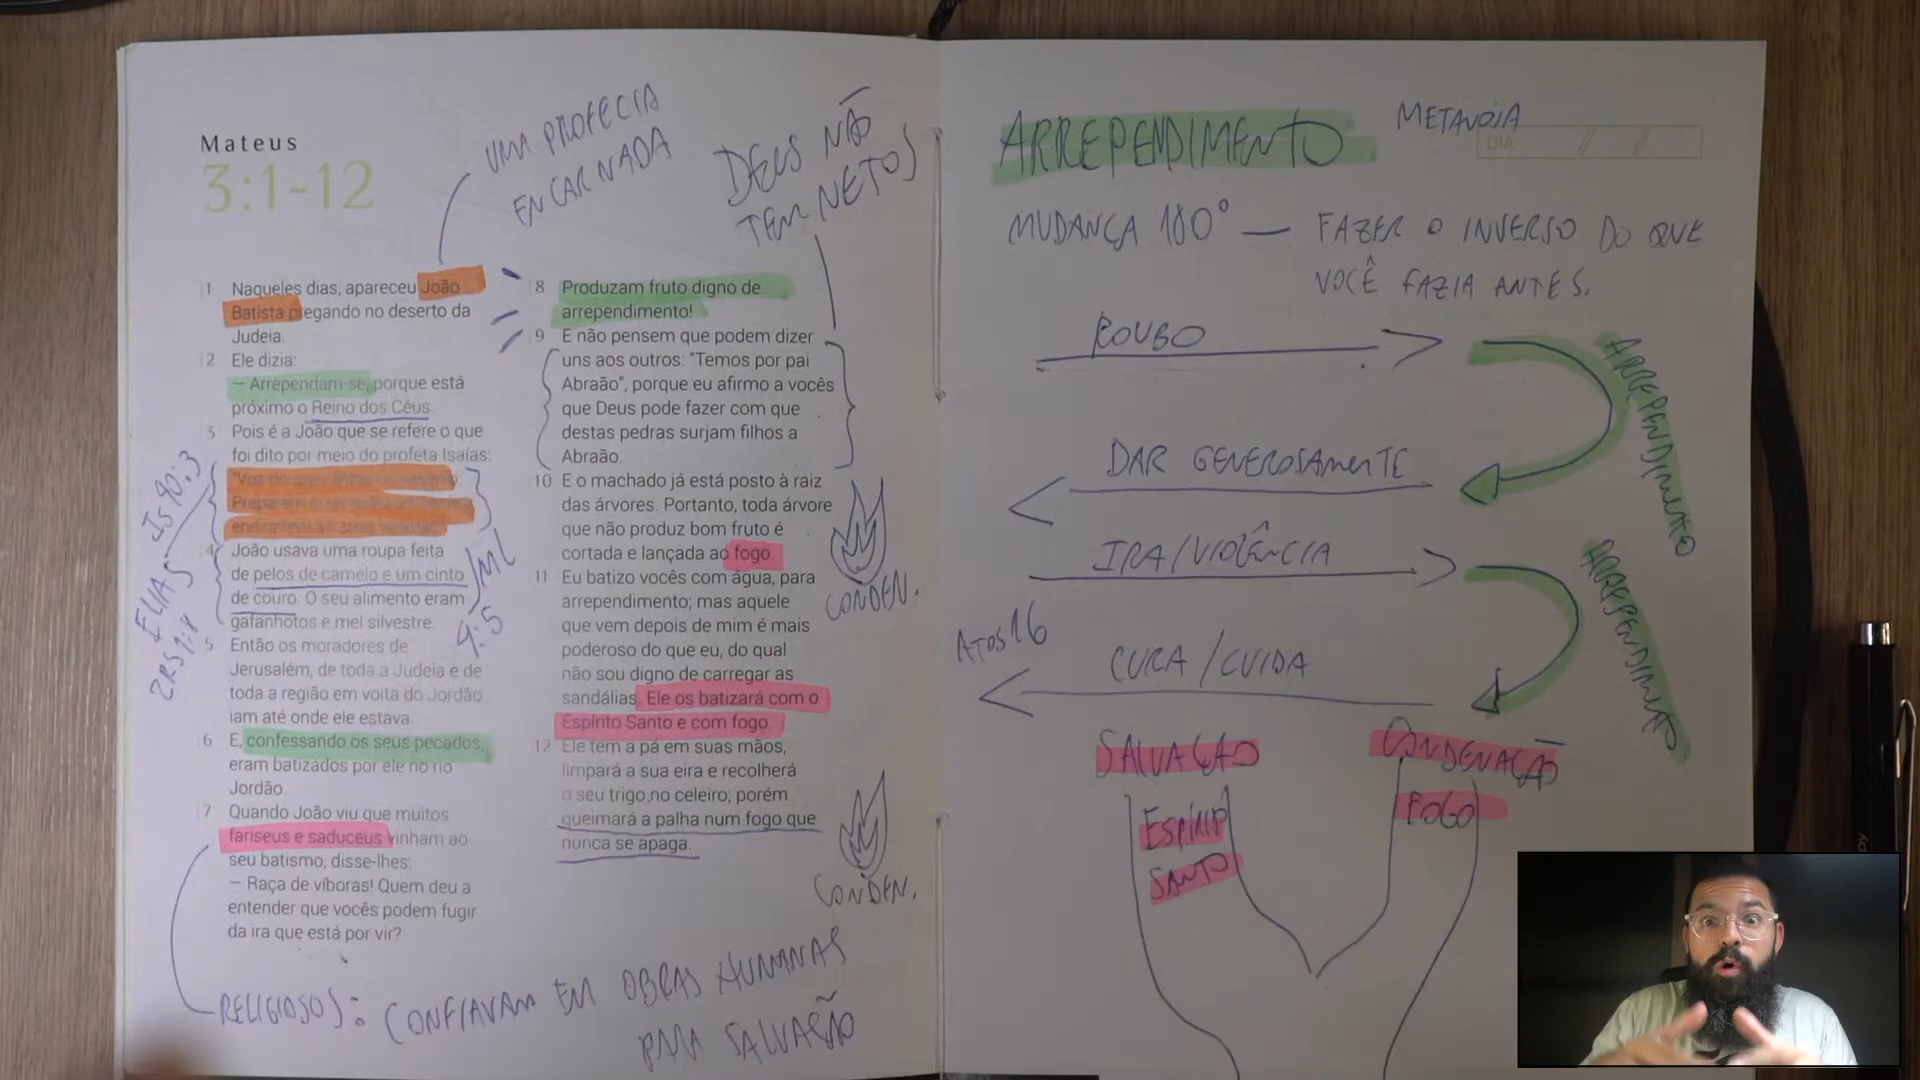 Mateus
3:1-12
UMA PROFECIA
ENCARNADA
DEUS NÃO
TEM NETOS
1 Naqueles dias, apareceu João
Batista pregando no deserto da
Judeia.
2 Ele dizia:
— Arrependam-se, porque está
próximo o Reino dos Céus.
3 Pois é a João que se refere o que
foi dito por meio do profeta Isaías:
4 João usava uma roupa feita
de pelos de camelo e um cinto
de couro. O seu alimento eram
gafanhotos e mel silvestre.
5 Então os moradores de
Jerusalém, de toda a Judeia e de
toda a região em volta do Jordão
iam até onde ele estava.
6 E, confessando os seus pecados,
eram batizados por ele no rio
Jordão.
7 Quando João viu que muitos
fariseus e saduceus vinham ao
seu batismo, disse-lhes:
— Raça de víboras! Quem deu a
entender que vocês podem fugir
da ira que está por vir?
ELIAS
ML
4:5
RELIGIOSOS: CONFIAVAM EM OBRAS HUMANAS
PARA SALVAÇÃO
8 Produzam fruto digno de
arrependimento!
9 E não pensem que podem dizer
uns aos outros: "Temos por pai
Abraão", porque eu afirmo a vocês
que Deus pode fazer com que
destas pedras surjam filhos a
Abraão.
10 E o machado já está posto à raiz
das árvores. Portanto, toda árvore
que não produz bom fruto é
cortada e lançada ao fogo.
11 Eu batizo vocês com água, para
arrependimento; mas aquele
que vem depois de mim é mais
poderoso do que eu, do qual
não sou digno de carregar as
sandálias. Ele os batizará com o
Espírito Santo e com fogo.
12 Ele tem a pá em suas mãos,
limpará a sua eira e recolherá
o seu trigo no celeiro; porém
queimará a palha num fogo que
nunca se apaga.
CONDEN.
CONDEN.
ARREPENDIMENTO METANOIA
DIA / /
MUDANÇA 180° — FAZER O INVERSO DO QUE
VOCÊ FAZIA ANTES.
ROUBO
ARREPENDIMENTO
DAR GENEROSAMENTE
IRA/VIOLÊNCIA
ARREPENDIMENTO
ATOS 16
CURA/CUIDA
SALVAÇÃO CONDENAÇÃO
ESPÍRITO FOGO
SANTO